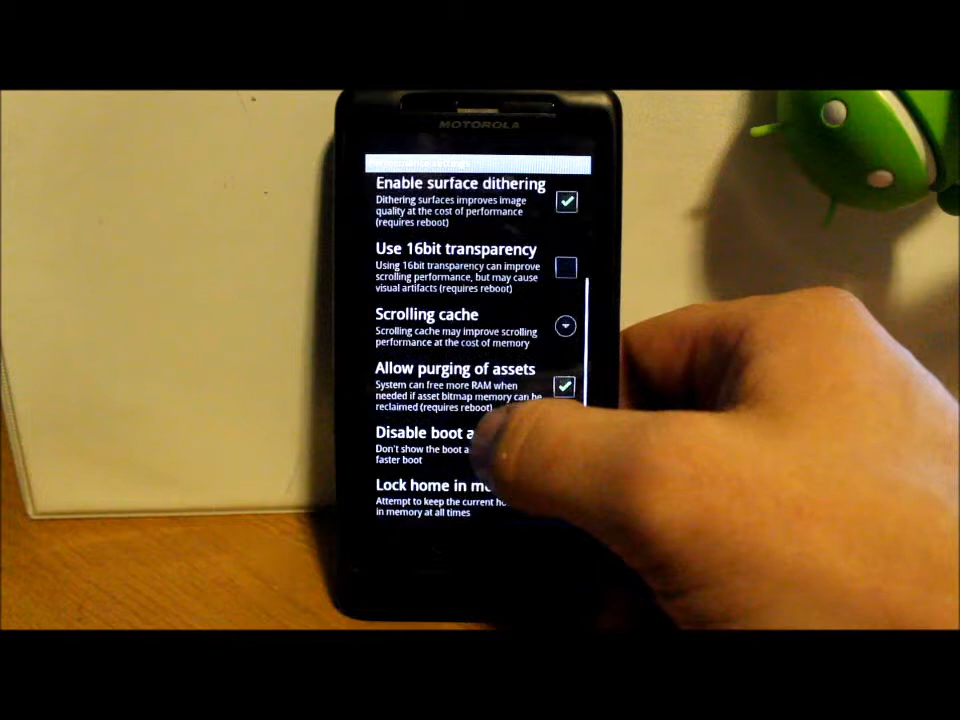 MOTOROLA
Performance settings
Enable surface dithering
Dithering surfaces improves image
quality at the cost of performance
(requires reboot)
Use 16bit transparency
Using 16bit transparency can improve
scrolling performance, but may cause
visual artifacts (requires reboot)
Scrolling cache
Scrolling cache may improve scrolling
performance at the cost of memory
Allow purging of assets
System can free more RAM when
needed if asset bitmap memory can be
reclaimed (requires reboot)
Disable boot a
Don't show the boot a
faster boot
Lock home in me
Attempt to keep the current ho
in memory at all times